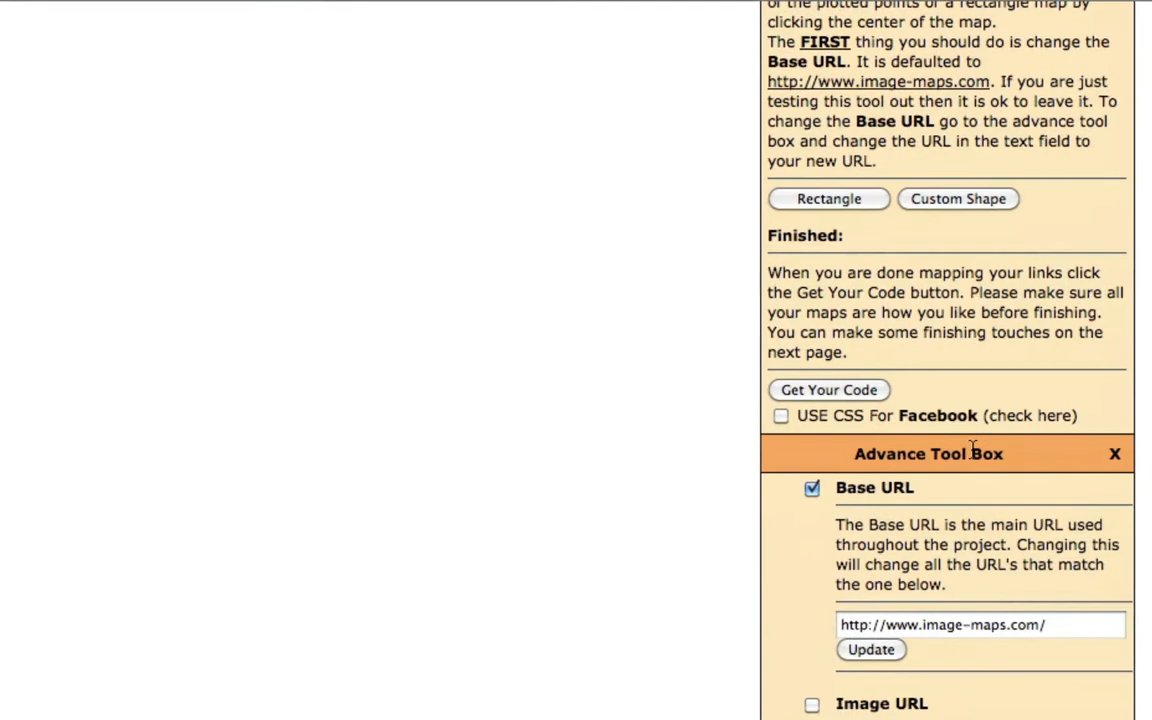 of the plotted points of a rectangle map by
clicking the center of the map.
The FIRST thing you should do is change the
Base URL. It is defaulted to
http://www.image-maps.com. If you are just
testing this tool out then it is ok to leave it. To
change the Base URL go to the advance tool
box and change the URL in the text field to
your new URL.
Rectangle Custom Shape
Finished:
When you are done mapping your links click
the Get Your Code button. Please make sure all
your maps are how you like before finishing.
You can make some finishing touches on the
next page.
Get Your Code
USE CSS For Facebook (check here)
Advance Tool Box X
Base URL
The Base URL is the main URL used
throughout the project. Changing this
will change all the URL's that match
the one below.
http://www.image-maps.com/
Update
Image URL